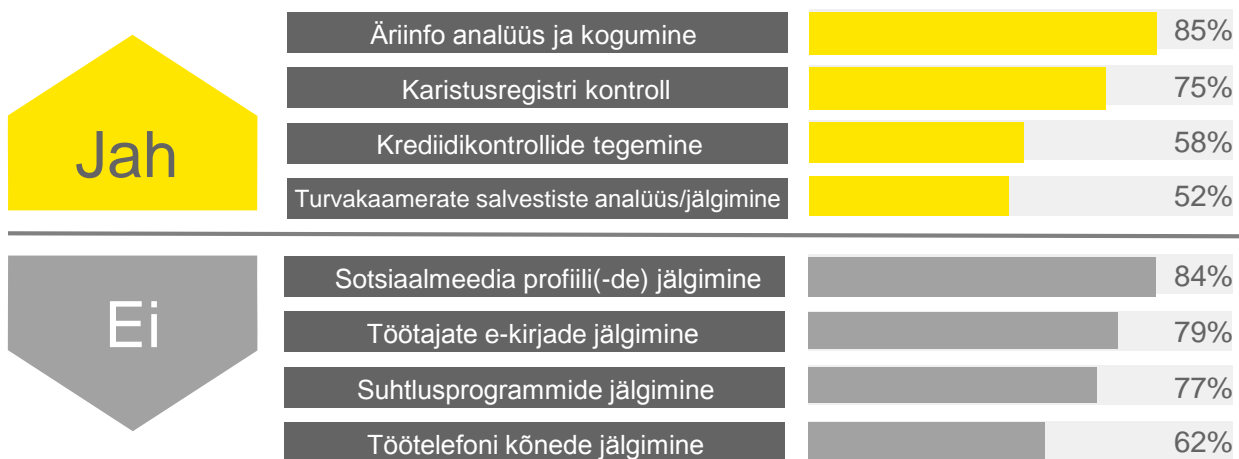 Jah
Äriinfo analüüs ja kogumine 85%
Karistusregistri kontroll 75%
Krediidikontrollide tegemine 58%
Turvakaamerate salvestiste analüüs/jälgimine 52%
Ei
Sotsiaalmeedia profiili(-de) jälgimine 84%
Töötajate e-kirjade jälgimine 79%
Suhtlusprogrammide jälgimine 77%
Töötelefoni kõnede jälgimine 62%